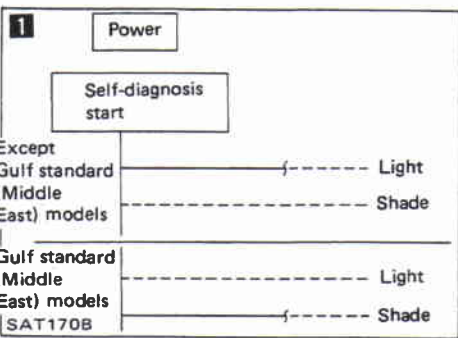 1
Power
Self-diagnosis
start
Except
Gulf standard
Middle
East) models
Light
Shade
Gulf standard
Middle
East) models
Light
Shade
SAT170B